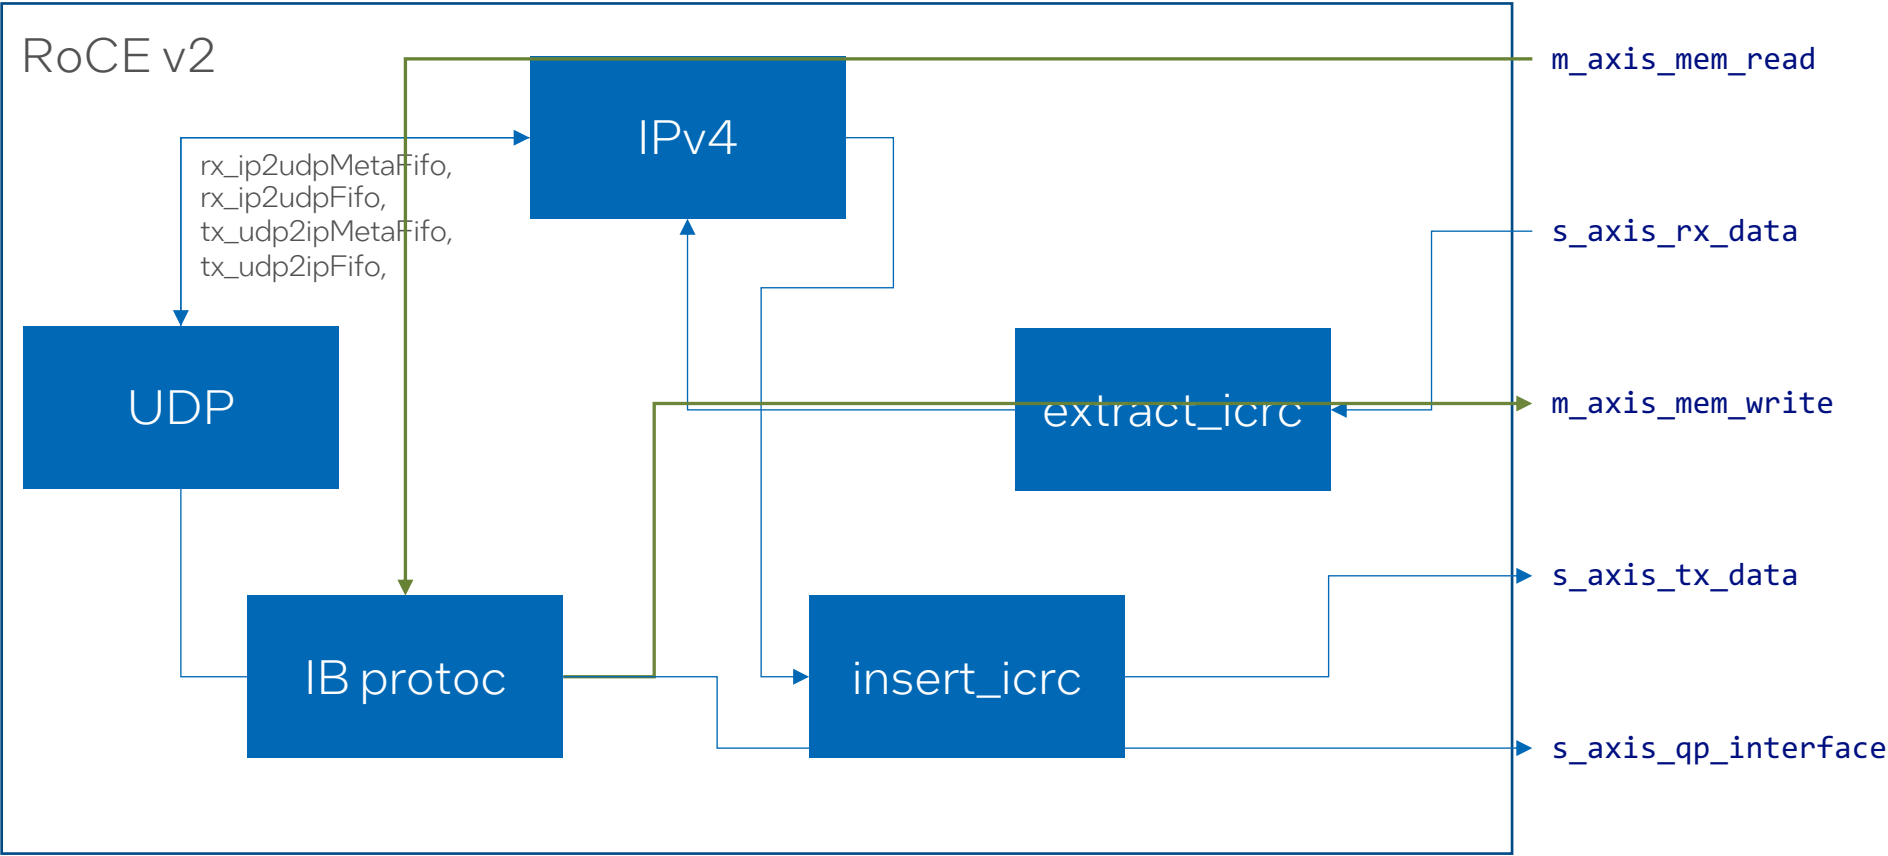 RoCE v2
m_axis_mem_read
IPv4
rx_ip2udpMetaFifo,
rx_ip2udpFifo,
tx_udp2ipMetaFifo,
tx_udp2ipFifo,
s_axis_rx_data
UDP
extract_icrc
m_axis_mem_write
s_axis_tx_data
IB protoc
insert_icrc
s_axis_qp_interface